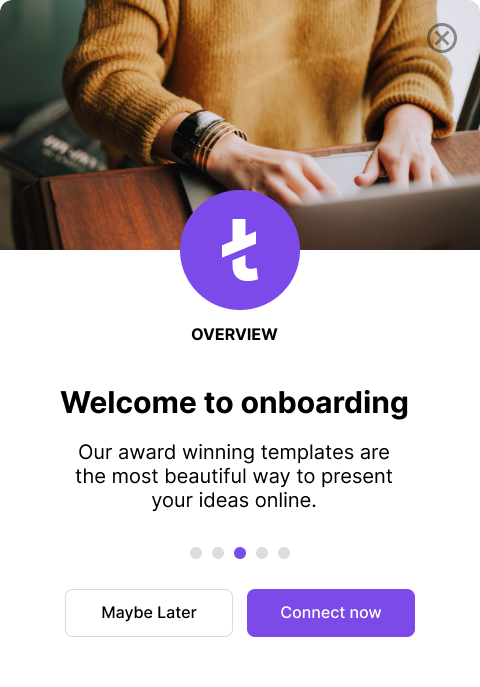 OVERVIEW
Welcome to onboarding
Our award winning templates are
the most beautiful way to present
your ideas online.
Maybe Later
Connect now